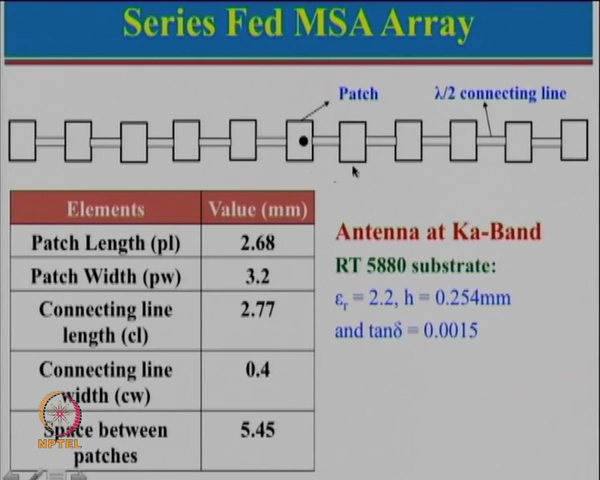 Series Fed MSA Array
Patch
λ/2 connecting line
Elements Value (mm)
Patch Length (pl) 2.68
Patch Width (pw) 3.2
Connecting line 2.77
length (cl)
Connecting line 0.4
width (cw)
Space between 5.45
patches
Antenna at Ka-Band
RT 5880 substrate:
εr = 2.2, h = 0.254mm
and tanδ = 0.0015
NPTEL